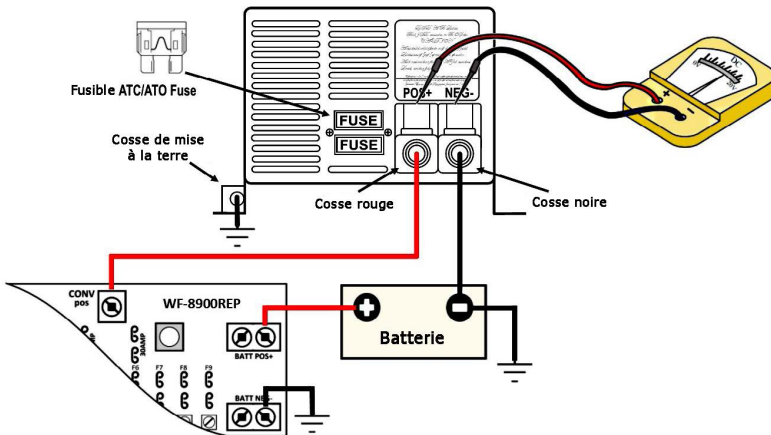 Fusible ATC/ATO Fuse
POS+ NEG-
DC
FUSE
FUSE
Cosse de mise
à la terre
Cosse rouge
Cosse noire
CONV
pos
WF-8900REP
30AMP
BATT POS+
F6 F7 F8 F9
BATT NEG-
Batterie